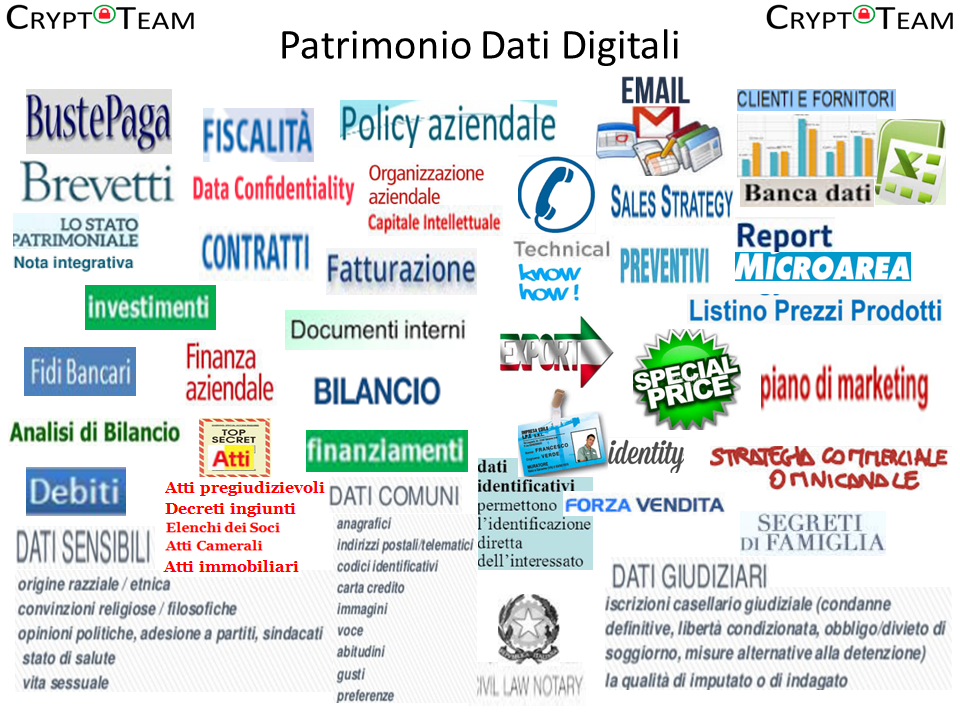 CRYPTOTEAM
CRYPTOTEAM
Patrimonio Dati Digitali
BustePaga
FISCALITÀ
Policy aziendale
EMAIL
CLIENTI E FORNITORI
Banca dati
Brevetti
Data Confidentiality
Organizzazione
aziendale
Capitale Intellettuale
SALES STRATEGY
LO STATO
PATRIMONIALE
Nota integrativa
CONTRATTI
Fatturazione
Technical
know
how!
PREVENTIVI
Report
MICROAREA
investimenti
Documenti interni
Listino Prezzi Prodotti
Fidi Bancari
Finanza
aziendale
BILANCIO
EXPORT
SPECIAL
PRICE
piano di marketing
Analisi di Bilancio
TOP
SECRET
Atti
finanziamenti
FRANCESCO
VERDE
identity
STRATEGIA COMMERCIALE
OMNICANALE
Debiti
Atti pregiudizievoli
Decreti ingiunti
Elenchi dei Soci
Atti Camerali
Atti immobiliari
DATI COMUNI
anagrafici
indirizzi postali/telematici
codici identificativi
carta credito
immagini
voce
abitudini
gusti
preferenze
dati
identificativi
permettono
l'identificazione
diretta
dell'interessato
FORZA VENDITA
SEGRETI
DI FAMIGLIA
DATI SENSIBILI
origine razziale / etnica
convinzioni religiose / filosofiche
opinioni politiche, adesione a partiti, sindacati
stato di salute
vita sessuale
CIVIL LAW NOTARY
DATI GIUDIZIARI
iscrizioni casellario giudiziale (condanne
definitive, libertà condizionata, obbligo/divieto di
soggiorno, misure alternative alla detenzione)
la qualità di imputato o di indagato